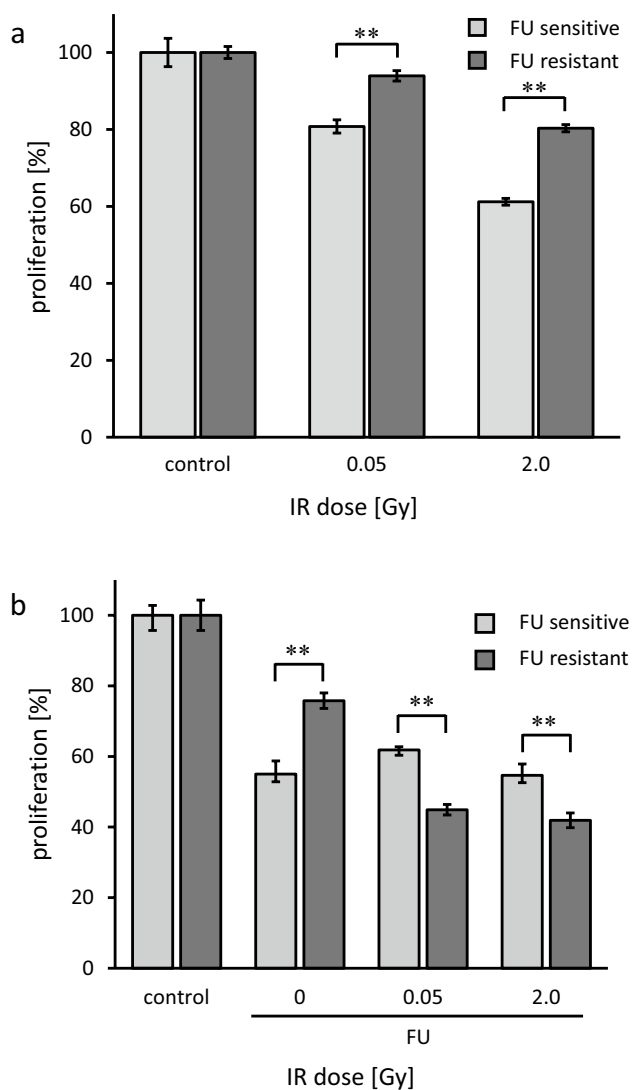 a
FU sensitive
FU resistant
**
**
proliferation [%]
100
80
60
40
20
0
control
0.05
2.0
IR dose [Gy]
b
FU sensitive
FU resistant
**
**
**
proliferation [%]
100
80
60
40
20
0
control
0
0.05
2.0
FU
IR dose [Gy]